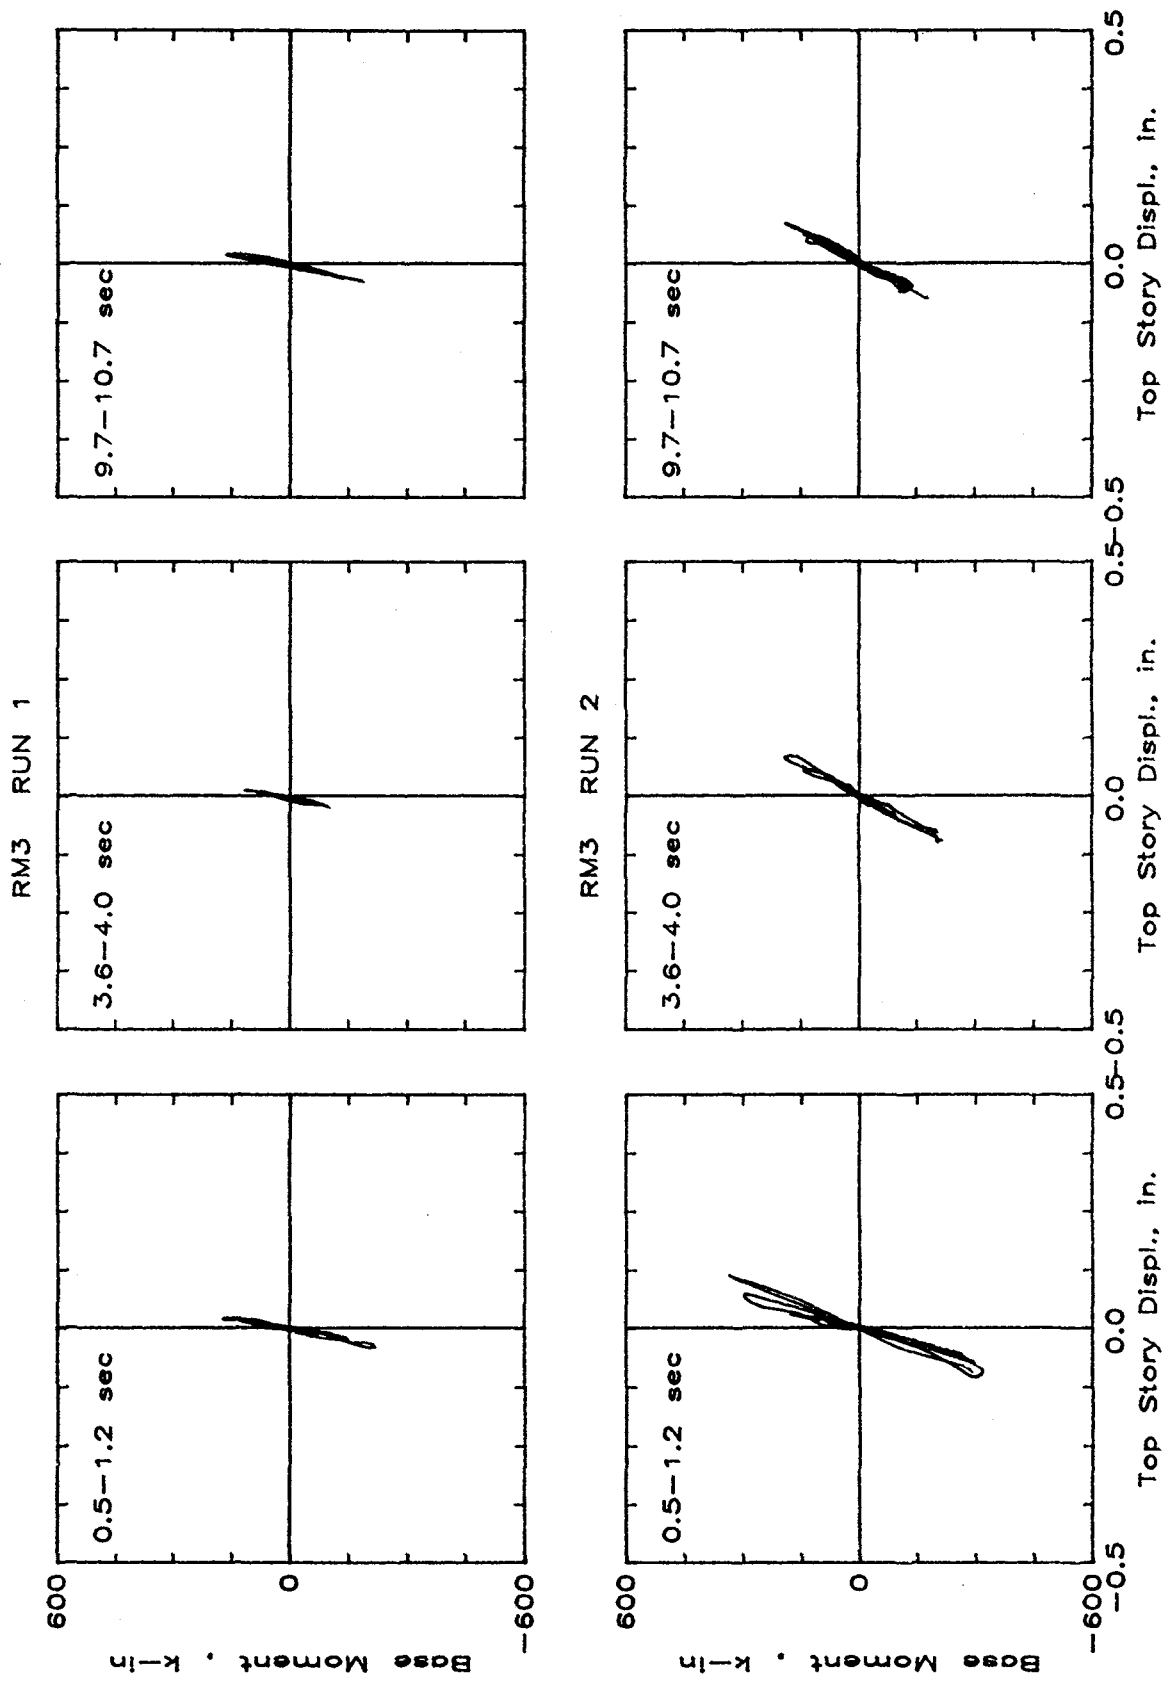 RM3 RUN 1
0.5−1.2 sec
3.6−4.0 sec
9.7−10.7 sec
600
0
−600
Base Moment , k−in
RM3 RUN 2
0.5−1.2 sec
3.6−4.0 sec
9.7−10.7 sec
600
0
−600
Base Moment , k−in
−0.5
0.0
0.5
−0.5
0.0
0.5
−0.5
0.0
0.5
Top Story Displ., in.
Top Story Displ., in.
Top Story Displ., in.